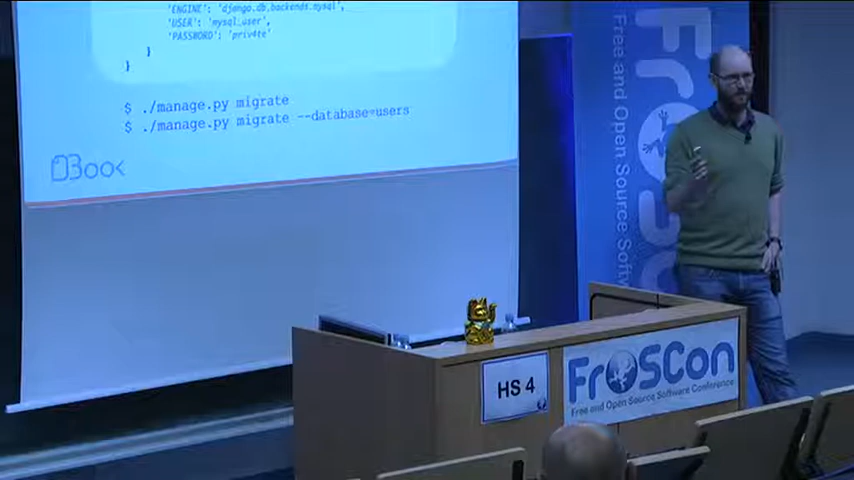 'ENGINE': 'django.db.backends.mysql',
'USER': 'mysql_user',
'PASSWORD': 'priv4te'
}
}
$ ./manage.py migrate
$ ./manage.py migrate --database=users
Book
Free and Open Source Software
FrOSCon
HS 4
FrOSCon
Free and Open Source Software Conference